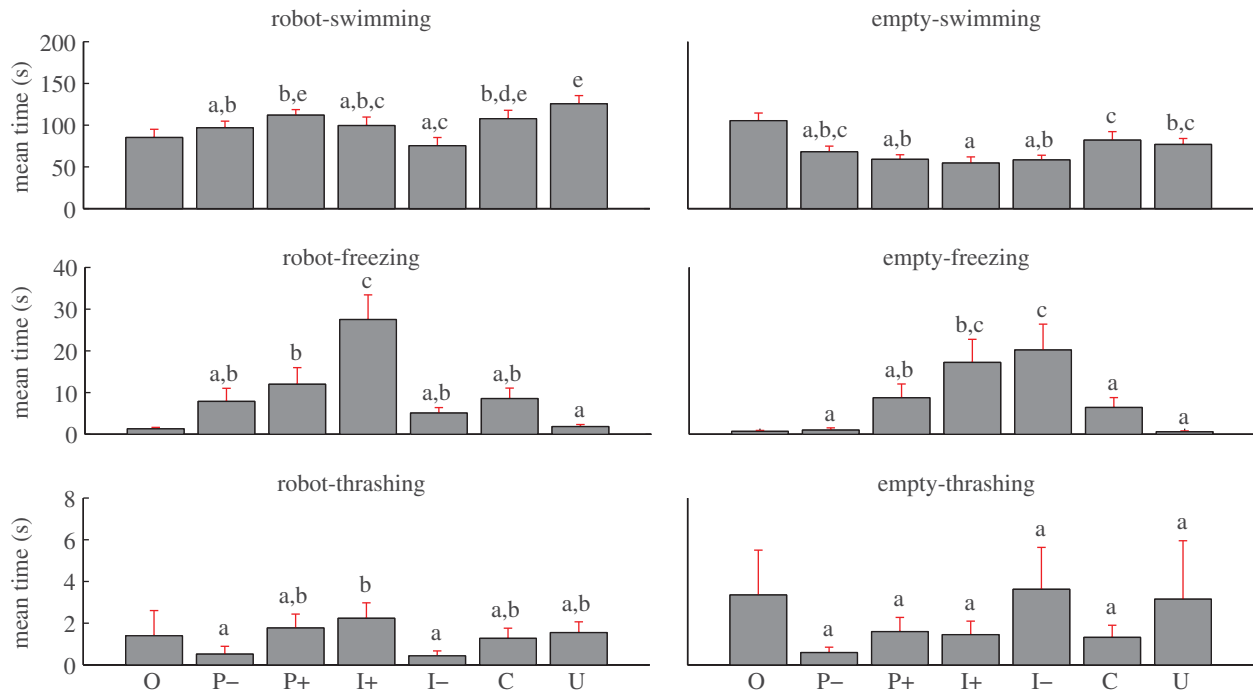 robot-swimming
mean time (s)
200
150
100
50
0
a,b
b,e
a,b,c
a,c
b,d,e
e
empty-swimming
a,b,c
a,b
a
a,b
c
b,c
robot-freezing
mean time (s)
40
30
20
10
0
a,b
b
c
a,b
a,b
a
empty-freezing
a
a,b
b,c
c
a
a
robot-thrashing
mean time (s)
8
6
4
2
0
a
a,b
b
a
a,b
a,b
O P− P+ I+ I− C U
empty-thrashing
a
a
a
a
a
a
O P− P+ I+ I− C U